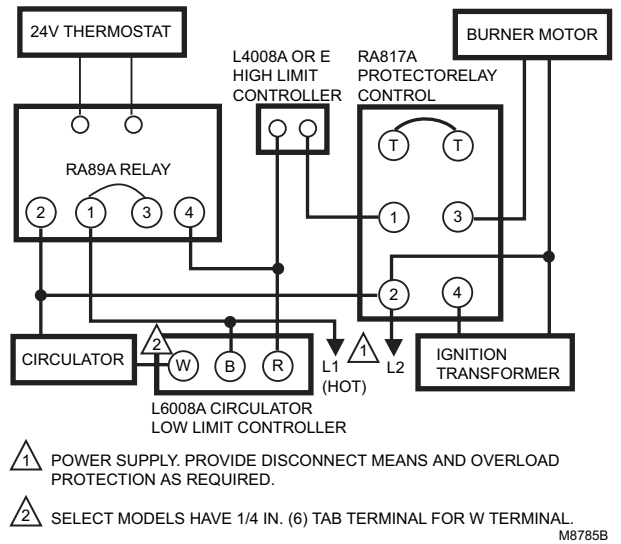 24V THERMOSTAT
L4008A OR E
HIGH LIMIT
CONTROLLER
RA817A
PROTECTORELAY
CONTROL
BURNER MOTOR
RA89A RELAY
T T
2 1 3 4
1 3
2 4
CIRCULATOR
2
W B R
L1
(HOT)
1
L2
IGNITION
TRANSFORMER
L6008A CIRCULATOR
LOW LIMIT CONTROLLER
1 POWER SUPPLY. PROVIDE DISCONNECT MEANS AND OVERLOAD
PROTECTION AS REQUIRED.
2 SELECT MODELS HAVE 1/4 IN. (6) TAB TERMINAL FOR W TERMINAL.
M8785B